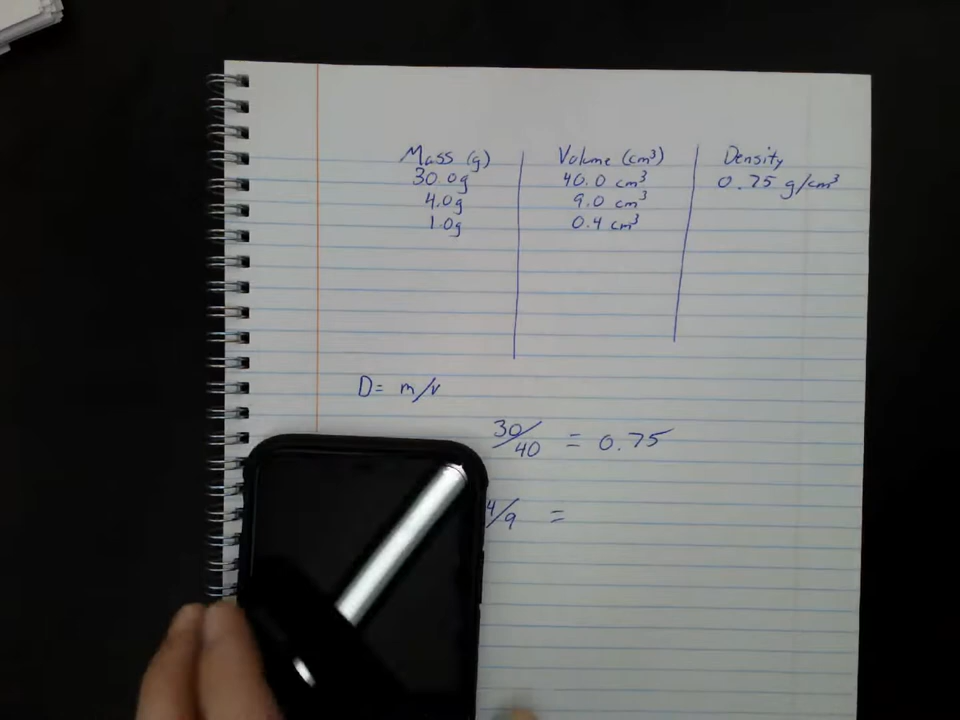 Mass (g) Volume (cm³) Density
30.0g 40.0 cm³ 0.75 g/cm³
4.0g 9.0 cm³
1.0g 0.4 cm³
D= m/v
30/40 = 0.75
4/9 =